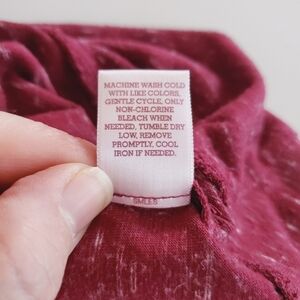 MACHINE WASH COLD
WITH LIKE COLORS,
GENTLE CYCLE, ONLY
NON-CHLORINE
BLEACH WHEN
NEEDED, TUMBLE DRY
LOW, REMOVE
PROMPTLY, COOL
IRON IF NEEDED.